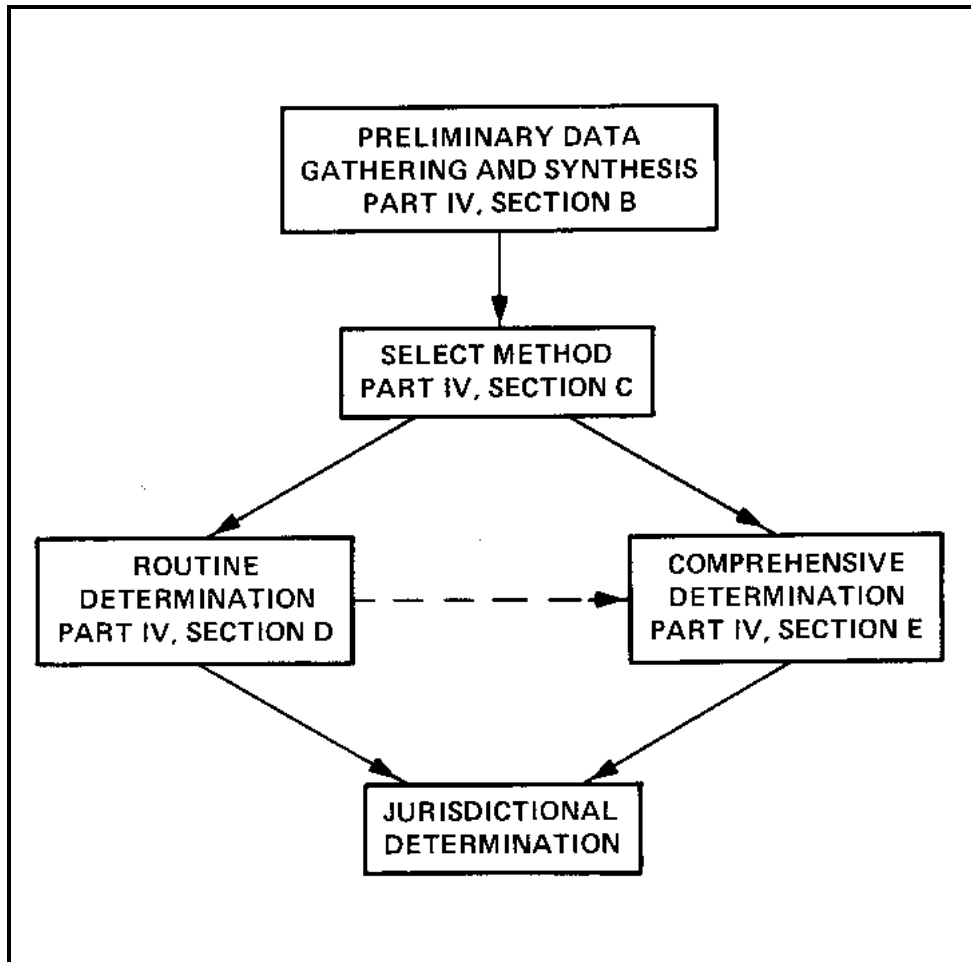 PRELIMINARY DATA
GATHERING AND SYNTHESIS
PART IV, SECTION B
SELECT METHOD
PART IV, SECTION C
ROUTINE
DETERMINATION
PART IV, SECTION D
COMPREHENSIVE
DETERMINATION
PART IV, SECTION E
JURISDICTIONAL
DETERMINATION